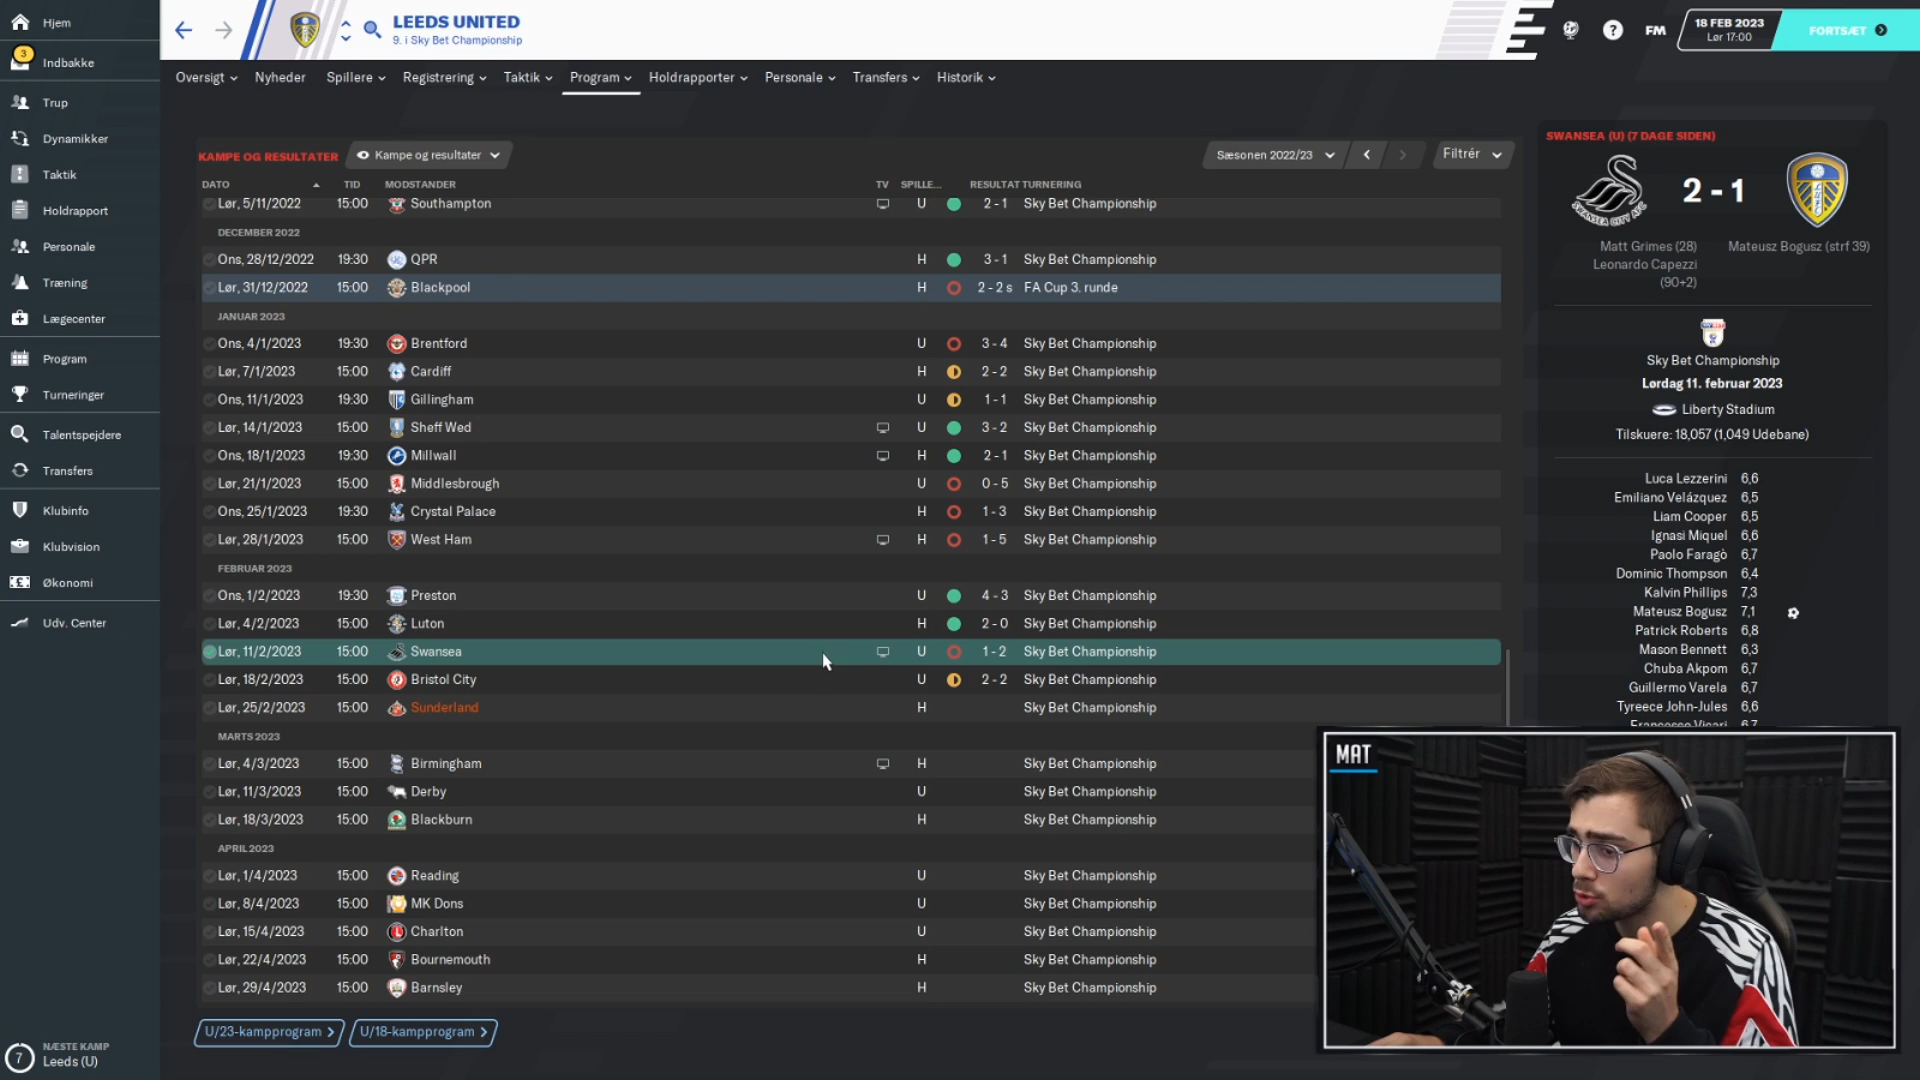 Hjem
3
Indbakke
Trup
Dynamikker
Taktik
Holdrapport
Personale
Træning
Lægecenter
Program
Turneringer
Talentspejdere
Transfers
Klubinfo
Klubvision
Økonomi
Udv. Center
7
NÆSTE KAMP
Leeds (U)
LEEDS UNITED
9. i Sky Bet Championship
FM
18 FEB 2023
Lør 17:00
FORTSÆT
Oversigt Nyheder Spillere Registrering Taktik Program Holdrapporter Personale Transfers Historik
KAMPE OG RESULTATER Kampe og resultater Sæsonen 2022/23 Filtrér
DATO TID MODSTANDER TV SPILLE... RESULTAT TURNERING
Lør, 5/11/2022 15:00 Southampton U 2 - 1 Sky Bet Championship
DECEMBER 2022
Ons, 28/12/2022 19:30 QPR H 3 - 1 Sky Bet Championship
Lør, 31/12/2022 15:00 Blackpool H 2 - 2 s FA Cup 3. runde
JANUAR 2023
Ons, 4/1/2023 19:30 Brentford U 3 - 4 Sky Bet Championship
Lør, 7/1/2023 15:00 Cardiff H 2 - 2 Sky Bet Championship
Ons, 11/1/2023 19:30 Gillingham U 1 - 1 Sky Bet Championship
Lør, 14/1/2023 15:00 Sheff Wed U 3 - 2 Sky Bet Championship
Ons, 18/1/2023 19:30 Millwall H 2 - 1 Sky Bet Championship
Lør, 21/1/2023 15:00 Middlesbrough U 0 - 5 Sky Bet Championship
Ons, 25/1/2023 19:30 Crystal Palace H 1 - 3 Sky Bet Championship
Lør, 28/1/2023 15:00 West Ham H 1 - 5 Sky Bet Championship
FEBRUAR 2023
Ons, 1/2/2023 19:30 Preston U 4 - 3 Sky Bet Championship
Lør, 4/2/2023 15:00 Luton H 2 - 0 Sky Bet Championship
Lør, 11/2/2023 15:00 Swansea U 1 - 2 Sky Bet Championship
Lør, 18/2/2023 15:00 Bristol City U 2 - 2 Sky Bet Championship
Lør, 25/2/2023 15:00 Sunderland H Sky Bet Championship
MARTS 2023
Lør, 4/3/2023 15:00 Birmingham H Sky Bet Championship
Lør, 11/3/2023 15:00 Derby U Sky Bet Championship
Lør, 18/3/2023 15:00 Blackburn H Sky Bet Championship
APRIL 2023
Lør, 1/4/2023 15:00 Reading U Sky Bet Championship
Lør, 8/4/2023 15:00 MK Dons U Sky Bet Championship
Lør, 15/4/2023 15:00 Charlton U Sky Bet Championship
Lør, 22/4/2023 15:00 Bournemouth H Sky Bet Championship
Lør, 29/4/2023 15:00 Barnsley H Sky Bet Championship
U/23-kampprogram U/18-kampprogram
SWANSEA (U) (7 DAGE SIDEN)
2 - 1
SWANSEA CITY AFC
Matt Grimes (28) Mateusz Bogusz (strf 39)
Leonardo Capezzi
(90+2)
Sky Bet Championship
Lørdag 11. februar 2023
Liberty Stadium
Tilskuere: 18,057 (1,049 Udebane)
Luca Lezzerini 6,6
Emiliano Velázquez 6,5
Liam Cooper 6,5
Ignasi Miquel 6,6
Paolo Faragò 6,7
Dominic Thompson 6,4
Kalvin Phillips 7,3
Mateusz Bogusz 7,1
Patrick Roberts 6,8
Mason Bennett 6,3
Chuba Akpom 6,7
Guillermo Varela 6,7
Tyreece John-Jules 6,6
Francesco Vicari 6,7
MAT